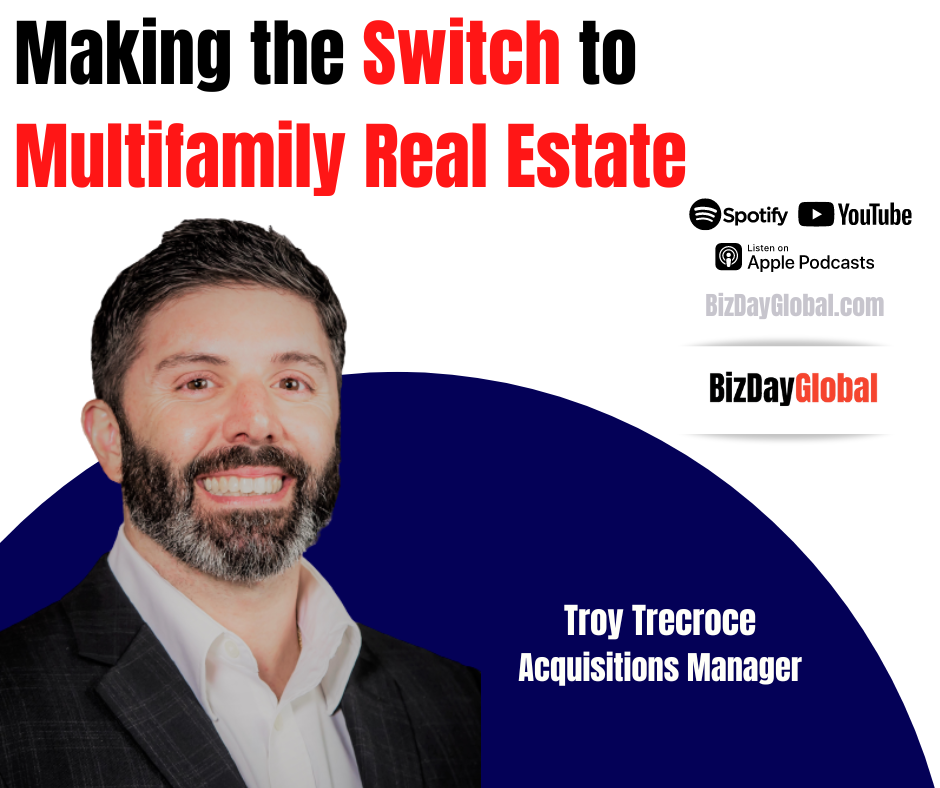 Making the Switch to
Multifamily Real Estate
Spotify YouTube
Listen on
Apple Podcasts
BizDayGlobal.com
BizDayGlobal
Troy Trecroce
Acquisitions Manager